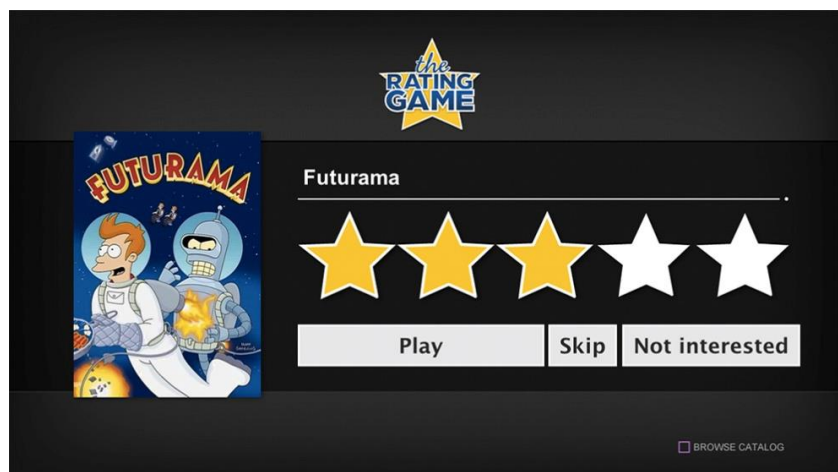 the
RATING
GAME
FUTURAMA
Futurama
Play
Skip
Not interested
BROWSE CATALOG